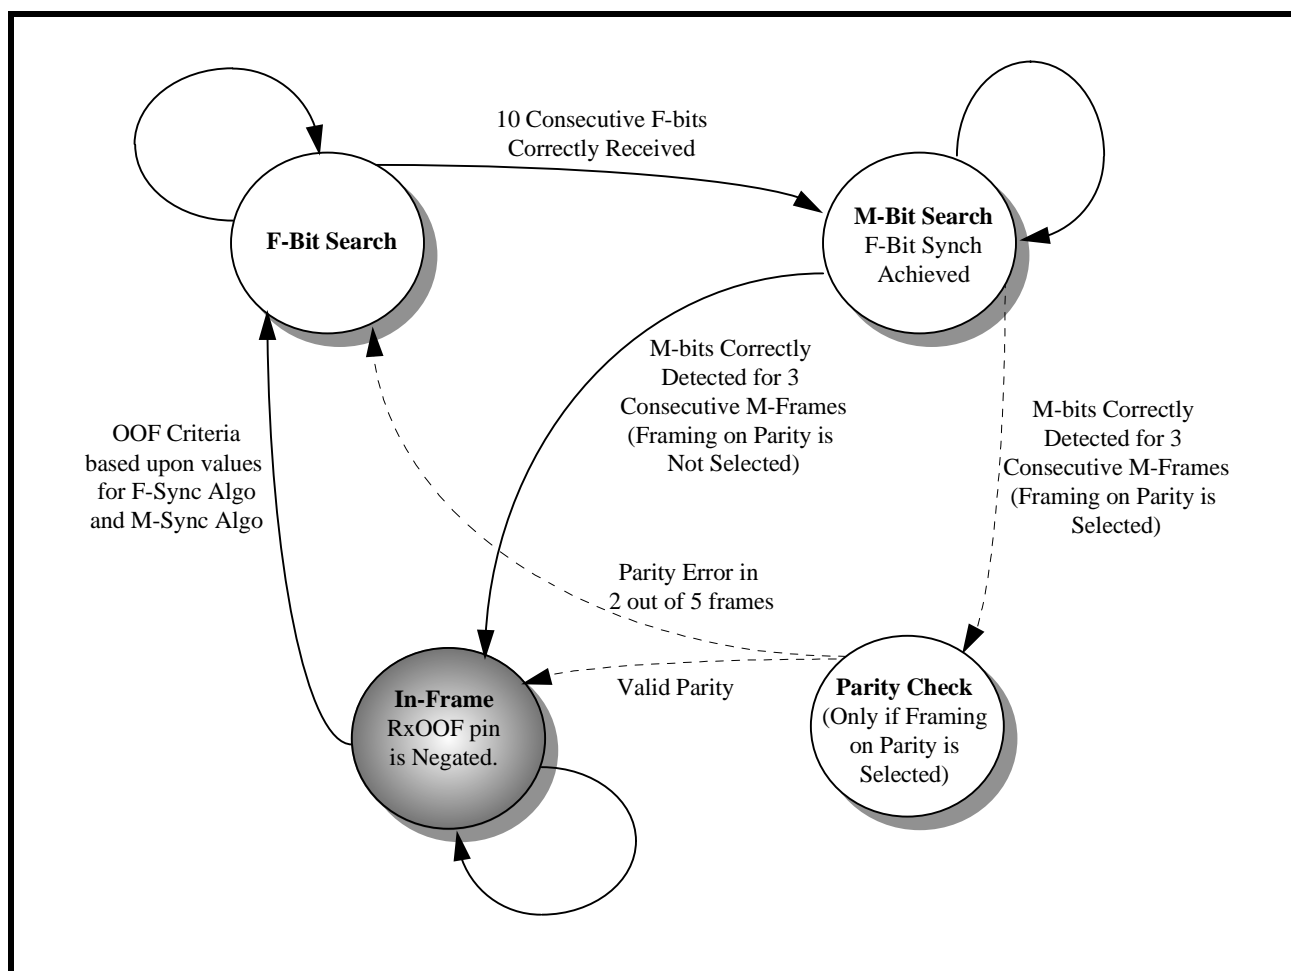 10 Consecutive F-bits
Correctly Received
F-Bit Search
M-Bit Search
F-Bit Synch
Achieved
M-bits Correctly
Detected for 3
Consecutive M-Frames
(Framing on Parity is
Not Selected)
M-bits Correctly
Detected for 3
Consecutive M-Frames
(Framing on Parity is
Selected)
OOF Criteria
based upon values
for F-Sync Algo
and M-Sync Algo
Parity Error in
2 out of 5 frames
Valid Parity
In-Frame
RxOOF pin
is Negated.
Parity Check
(Only if Framing
on Parity is
Selected)